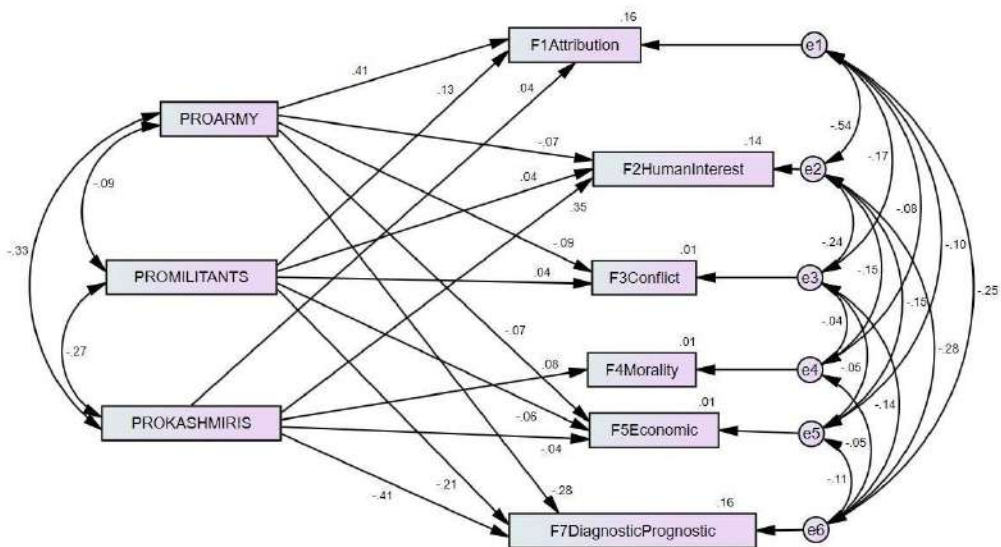 .16
F1Attribution
e1
.41
.13
.04
PROARMY
-.07
.14
F2HumanInterest
e2
-.54
-.17
-.09
.04
.35
-.08
-.33
-.09
.01
-.24
-.10
PROMILITANTS
.04
F3Conflict
e3
-.15
-.25
-.27
-.07
.01
-.04
-.15
.08
F4Morality
e4
-.05
-.28
PROKASHMIRIS
-.06
.01
-.14
-.04
F5Economic
e5
-.05
-.41
-.21
-.28
.16
-.11
F7DiagnosticPrognostic
e6